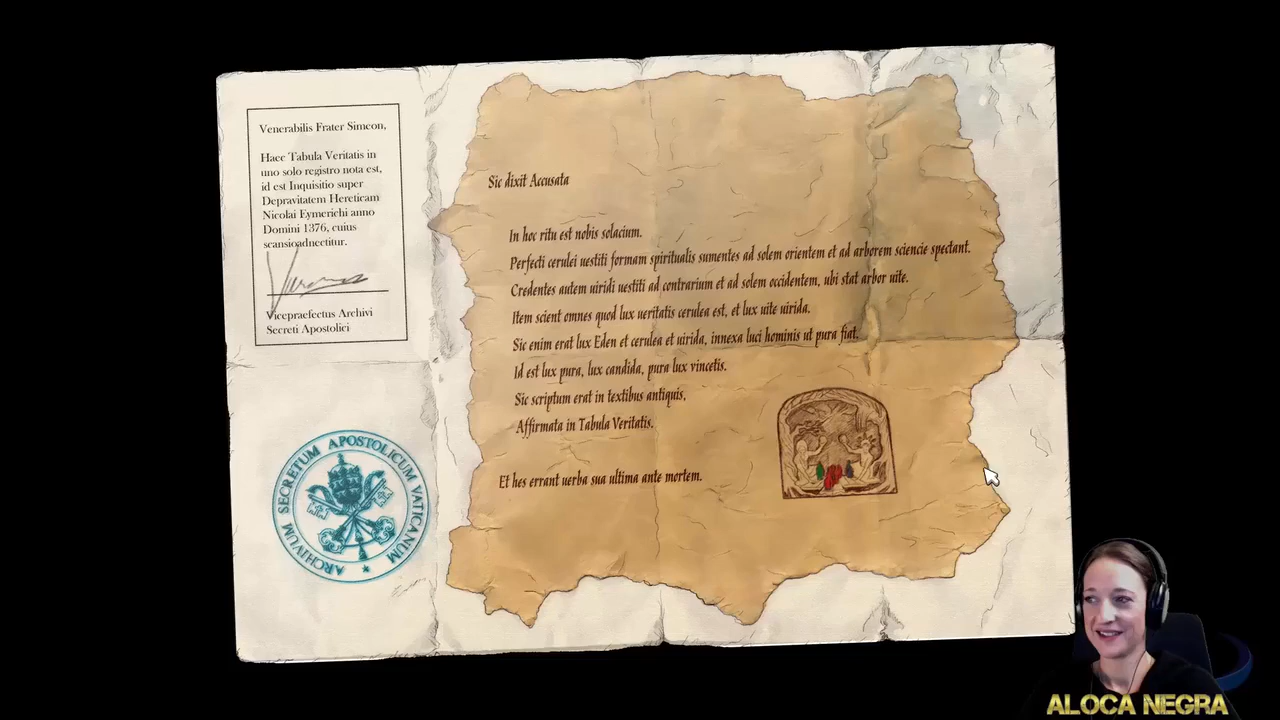 Venerabilis Frater Simeon,
Haec Tabula Veritatis in
uno solo registro nota est,
id est Inquisitio super
Depravitatem Hereticam
Nicolai Eymerichi anno
Domini 1376, cuius
scansioadnectitur.
Vicepraefectus Archivi
Secreti Apostolici
ARCHIVUM SECRETUM APOSTOLICUM VATICANUM
Sic dixit Accusata
In hoc ritu est nobis solacium.
Perfecti cerulei uestiti formam spiritualis sumentes ad solem orientem et ad arborem sciencie spectant.
Credentes autem uiridi uestiti ad contrarium et ad solem occidentem, ubi stat arbor uite.
Item scient omnes quod lux ueritatis cerulea est, et lux uite uirida.
Sic enim erat lux Eden et cerulea et uirida, innexa luci hominis ut pura fiat.
Id est lux pura, lux candida, pura lux vincetis.
Sic scriptum erat in textibus antiquis,
Affirmata in Tabula Veritatis.
Et hes errant uerba sua ultima ante mortem.
ALOCA NEGRA